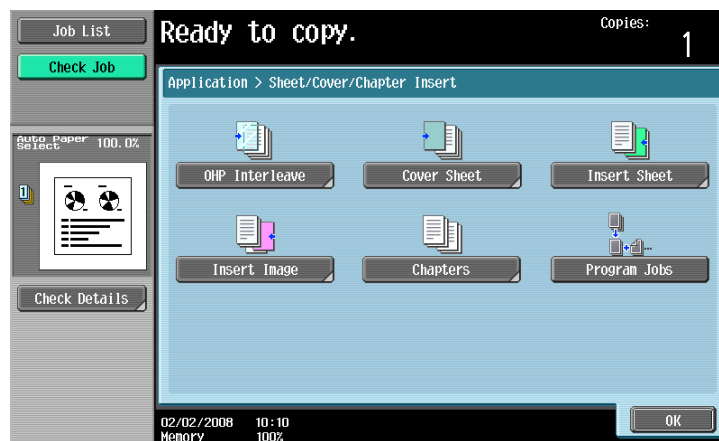 Job List
Check Job
Ready to copy.
Copies:
1
Application > Sheet/Cover/Chapter Insert
Auto Paper
Select
100.0%
1
OHP Interleave
Cover Sheet
Insert Sheet
Insert Image
Chapters
Program Jobs
Check Details
02/02/2008 10:10
Memory 100%
OK